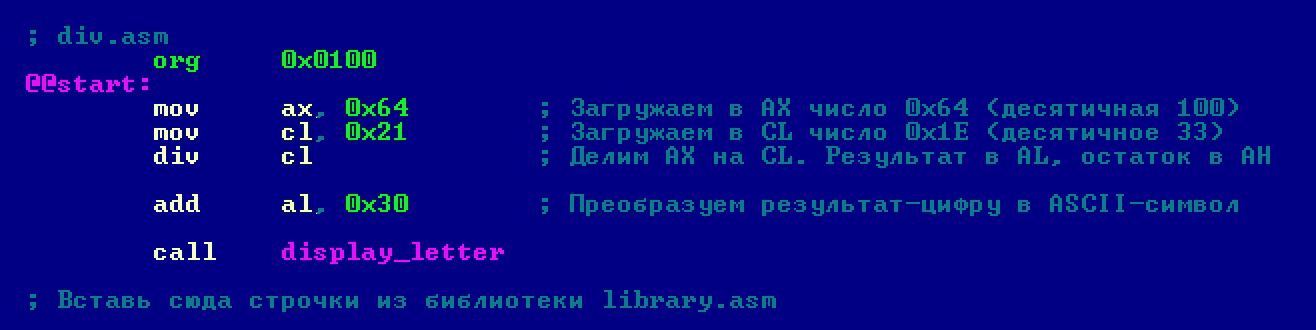 ; div.asm
org 0x0100
@@start:
mov ax, 0x64 ; Загружаем в AX число 0x64 (десятичная 100)
mov cl, 0x21 ; Загружаем в CL число 0x1E (десятичное 33)
div cl ; Делим AX на CL. Результат в AL, остаток в AH
add al, 0x30 ; Преобразуем результат-цифру в ASCII-символ
call display_letter
; Вставь сюда строчки из библиотеки library.asm